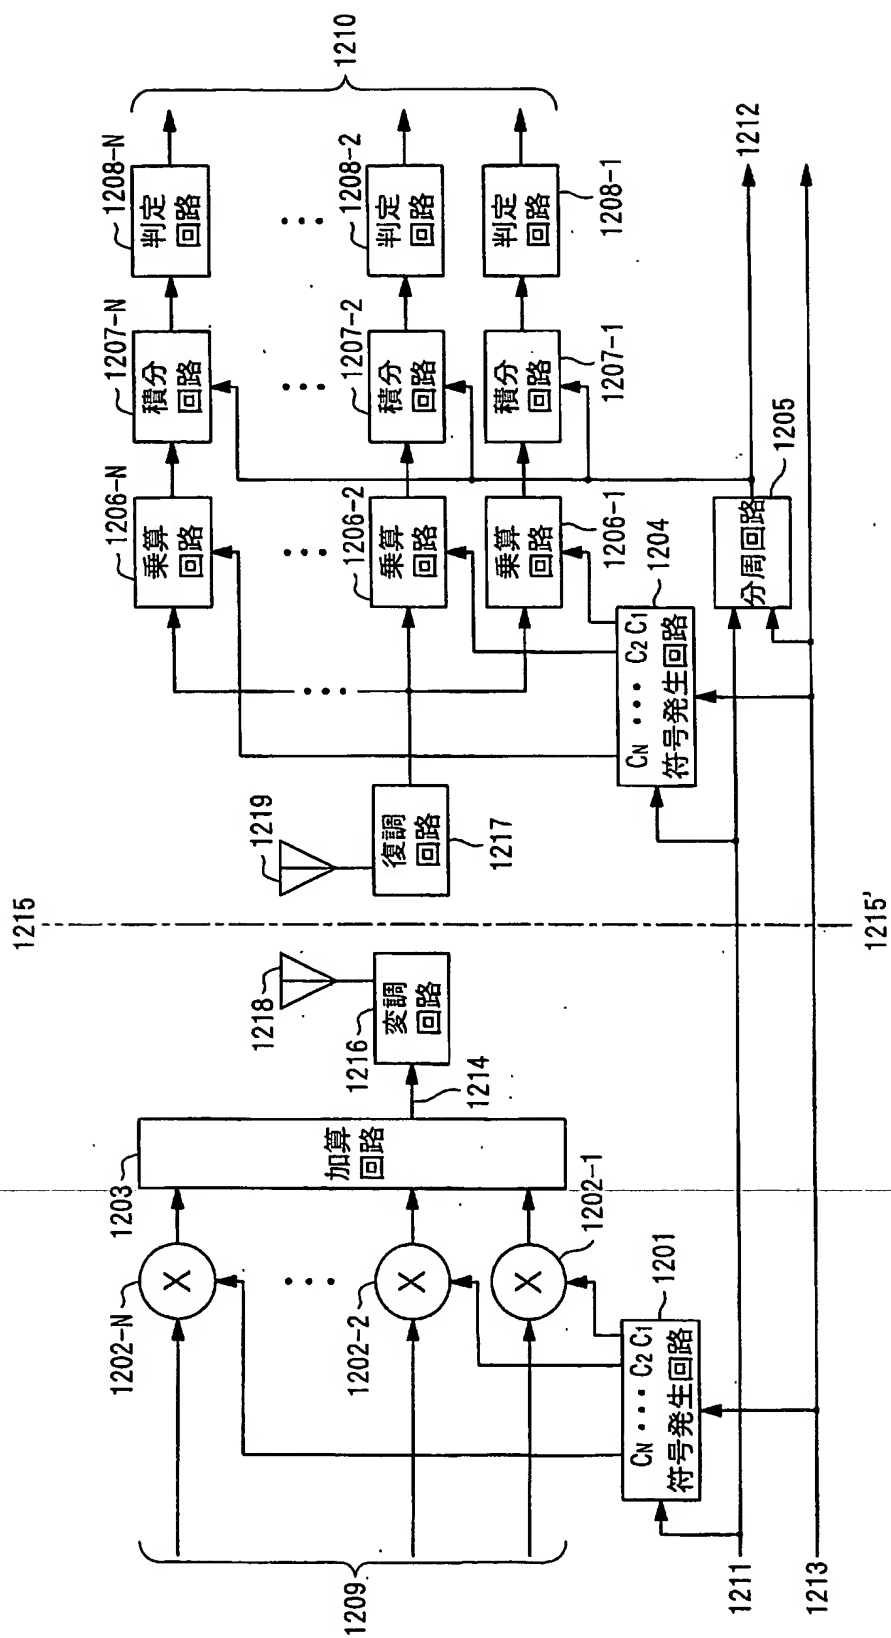 1209
1202-N
1202-2
1202-1
1203
加算
回路
1214
1201
CN ••• C2 C1
符号発生回路
1211
1213
1215
1215'
1216
変調
回路
1218
1219
復調
回路
1217
1206-N
乗算
回路
1206-2
乗算
回路
1206-1
乗算
回路
1207-N
積分
回路
1207-2
積分
回路
1207-1
積分
回路
1208-N
判定
回路
1208-2
判定
回路
1208-1
判定
回路
1210
1204
CN ••• C2 C1
符号発生回路
1205
分周回路
1212
X
X
X